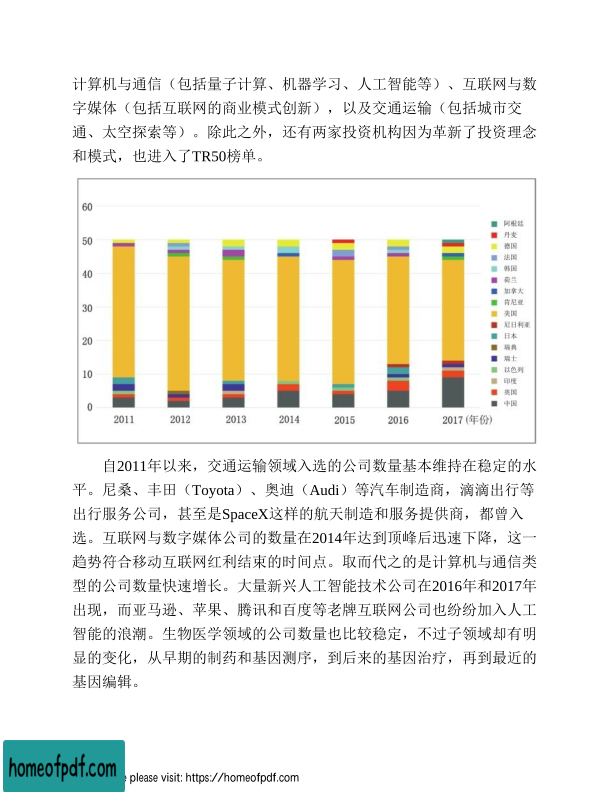 计算机与通信（包括量子计算、机器学习、人工智能等）、互联网与数
字媒体（包括互联网的商业模式创新），以及交通运输（包括城市交
通、太空探索等）。除此之外，还有两家投资机构因为革新了投资理念
和模式，也进入了TR50榜单。
60
50
40
30
20
10
0
2011
2012
2013
2014
2015
2016
2017 (年份)
阿根廷
丹麦
德国
法国
韩国
荷兰
加拿大
肯尼亚
美国
尼日利亚
日本
瑞典
瑞士
以色列
印度
英国
中国
自2011年以来，交通运输领域入选的公司数量基本维持在稳定的水
平。尼桑、丰田（Toyota）、奥迪（Audi）等汽车制造商，滴滴出行等
出行服务公司，甚至是SpaceX这样的航天制造和服务提供商，都曾入
选。互联网与数字媒体公司的数量在2014年达到顶峰后迅速下降，这一
趋势符合移动互联网红利结束的时间点。取而代之的是计算机与通信类
型的公司数量快速增长。大量新兴人工智能技术公司在2016年和2017年
出现，而亚马逊、苹果、腾讯和百度等老牌互联网公司也纷纷加入人工
智能的浪潮。生物医学领域的公司数量也比较稳定，不过子领域却有明
显的变化，从早期的制药和基因测序，到后来的基因治疗，再到最近的
基因编辑。
homeofpdf.com
please visit: https://homeofpdf.com